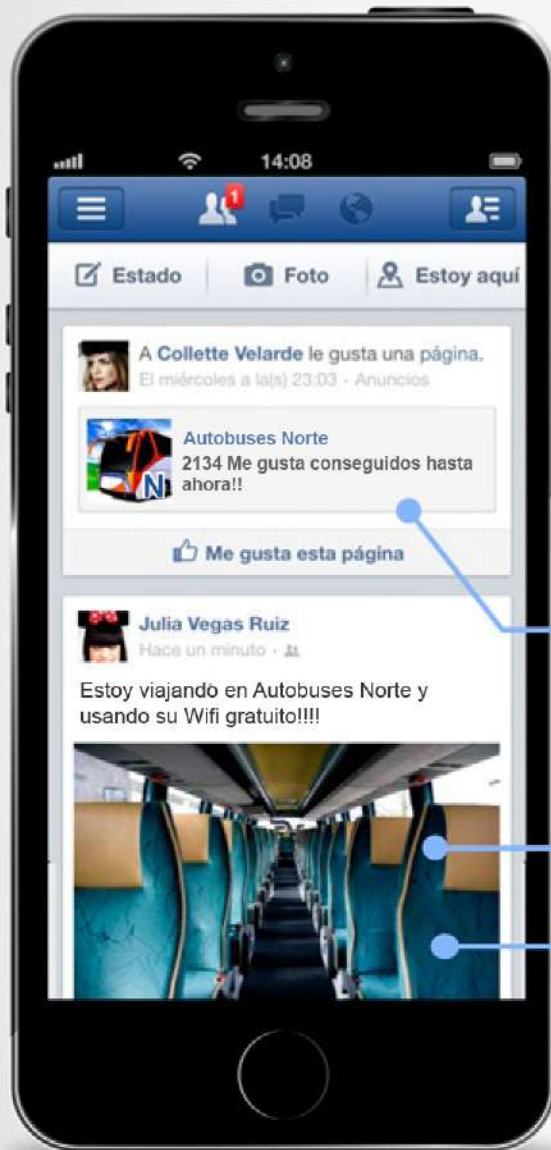 14:08
1
Estado
Foto
Estoy aquí
A Collette Velarde le gusta una página.
El miércoles a la(s) 23:03 · Anuncios
Autobuses Norte
2134 Me gusta conseguidos hasta
ahora!!
N
Me gusta esta página
Julia Vegas Ruiz
Hace un minuto ·
Estoy viajando en Autobuses Norte y
usando su Wifi gratuito!!!!